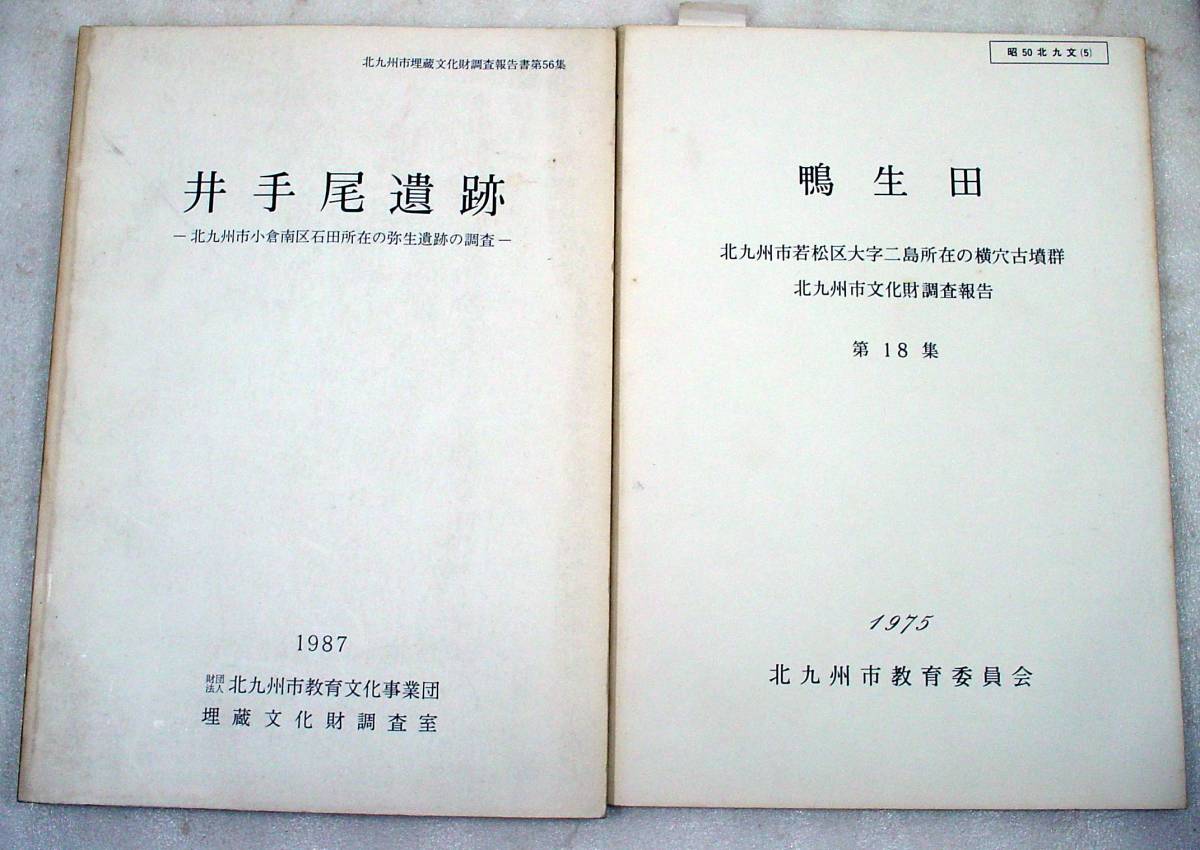 北九州市埋蔵文化財調査報告書第56集
井手尾遺跡
―北九州市小倉南区石田所在の弥生遺跡の調査―
1987
財団法人 北九州市教育文化事業団
埋蔵文化財調査室
昭50北九文(5)
鴨生田
北九州市若松区大字二島所在の横穴古墳群
北九州市文化財調査報告
第18集
1975
北九州市教育委員会